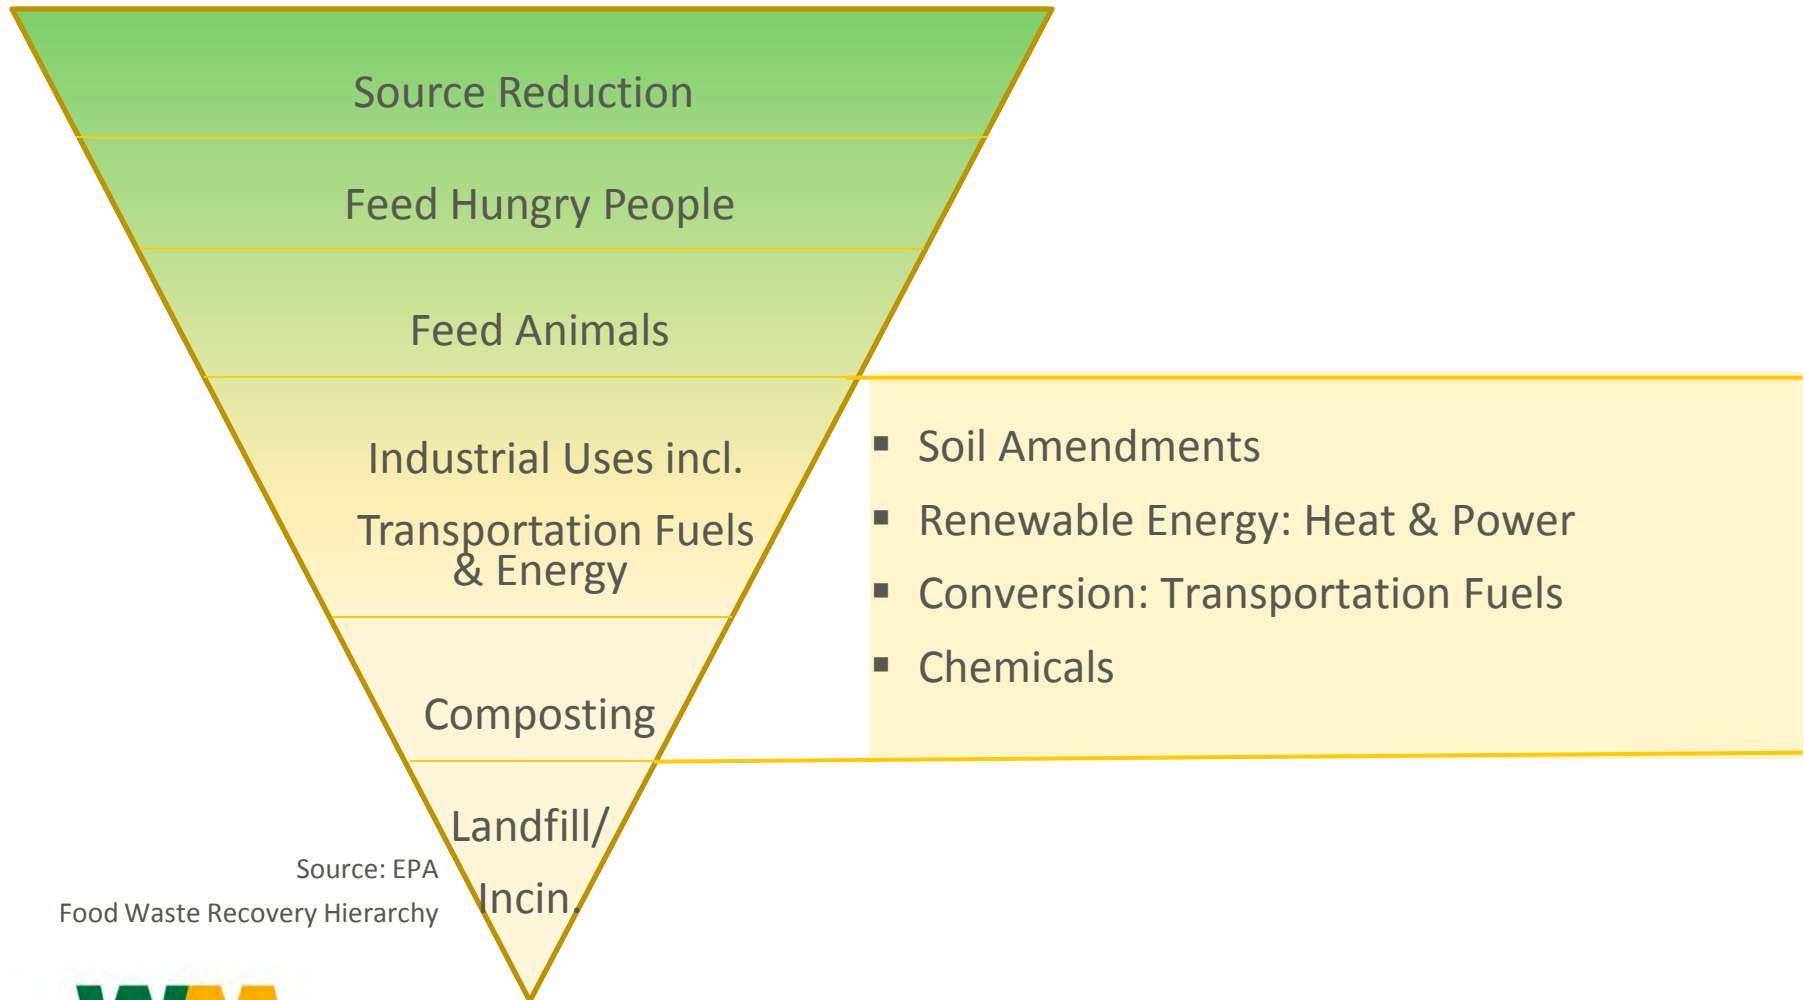 Source Reduction
Feed Hungry People
Feed Animals
Industrial Uses incl.
Transportation Fuels
& Energy
Composting
Landfill/
Incin.
▪ Soil Amendments
▪ Renewable Energy: Heat & Power
▪ Conversion: Transportation Fuels
▪ Chemicals
Source: EPA
Food Waste Recovery Hierarchy
WM